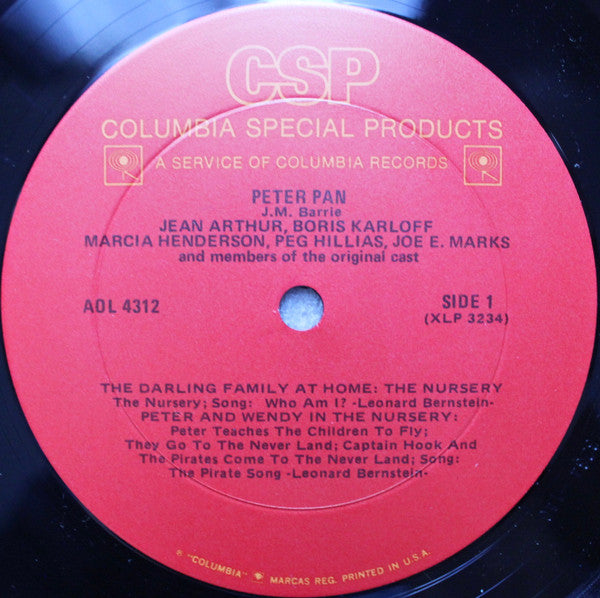 CSP
COLUMBIA SPECIAL PRODUCTS
A SERVICE OF COLUMBIA RECORDS
PETER PAN
J.M. Barrie
JEAN ARTHUR, BORIS KARLOFF
MARCIA HENDERSON, PEG HILLIAS, JOE E. MARKS
and members of the original cast
AOL 4312
SIDE 1
(XLP 3234)
THE DARLING FAMILY AT HOME: THE NURSERY
The Nursery; Song: Who Am I? -Leonard Bernstein-
PETER AND WENDY IN THE NURSERY:
Peter Teaches The Children To Fly;
They Go To The Never Land; Captain Hook And
The Pirates Come To The Never Land; Song:
The Pirate Song -Leonard Bernstein-
℗ "COLUMBIA" MARCAS REG. PRINTED IN U.S.A.